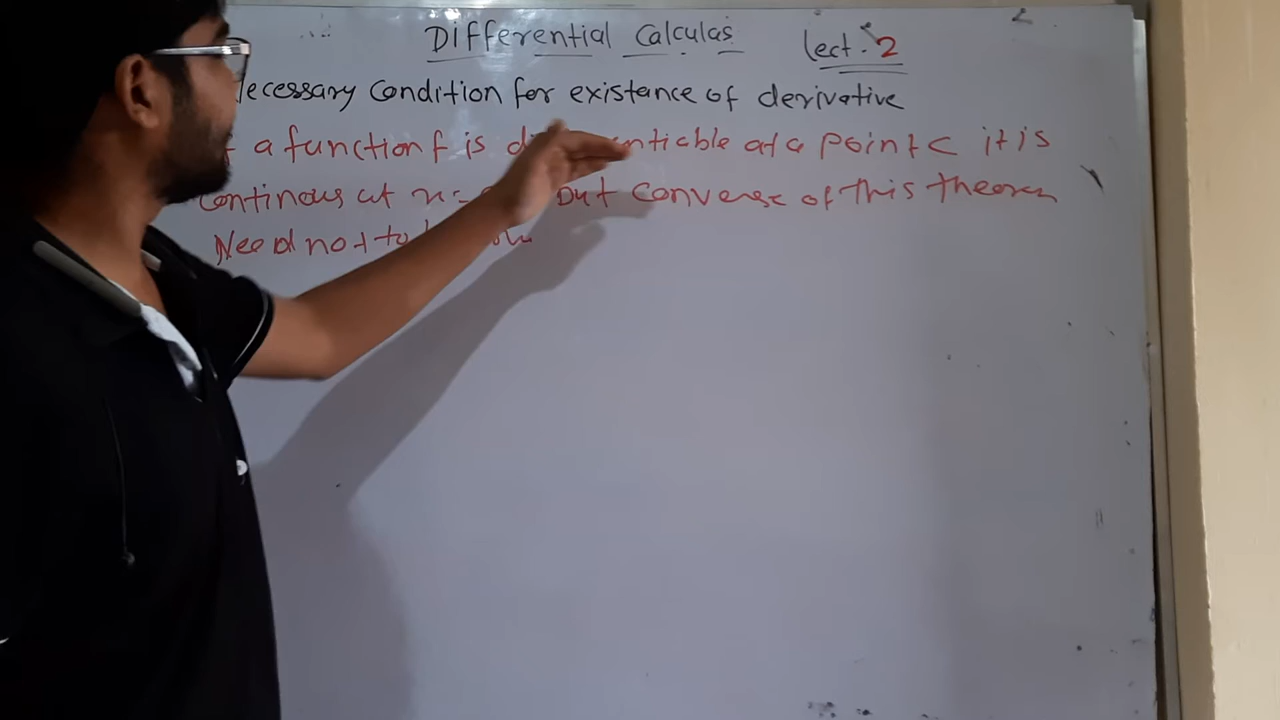 Differential Calculas Lect. 2
ecessary Condition for existance of derivative
a function f is at a point c it is
Continous at but converse of this theorem
Need not to